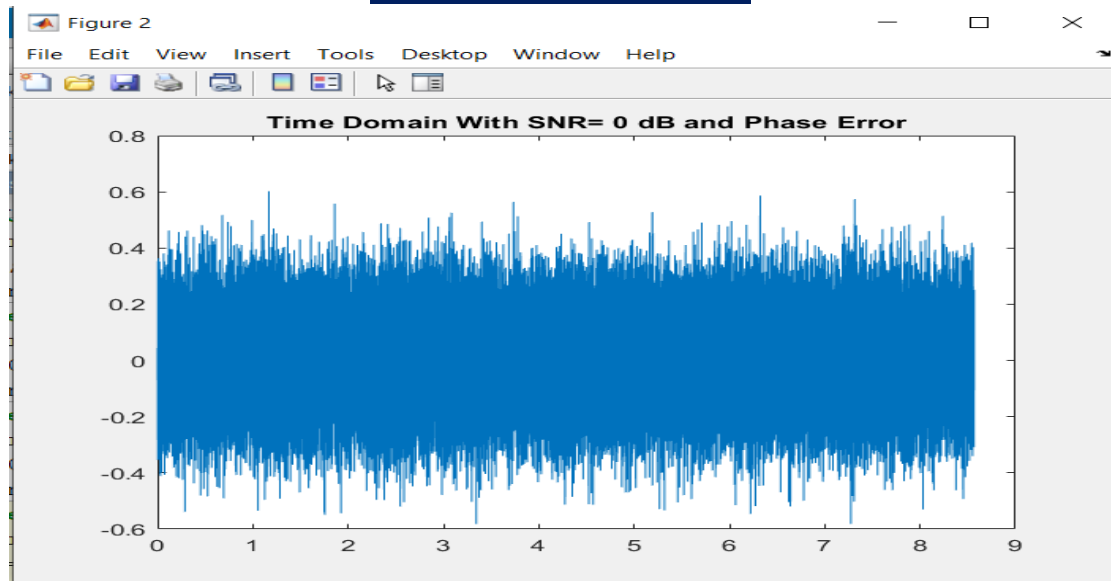 Figure 2
File Edit View Insert Tools Desktop Window Help
Time Domain With SNR= 0 dB and Phase Error
0.8
0.6
0.4
0.2
0
-0.2
-0.4
-0.6
0 1 2 3 4 5 6 7 8 9